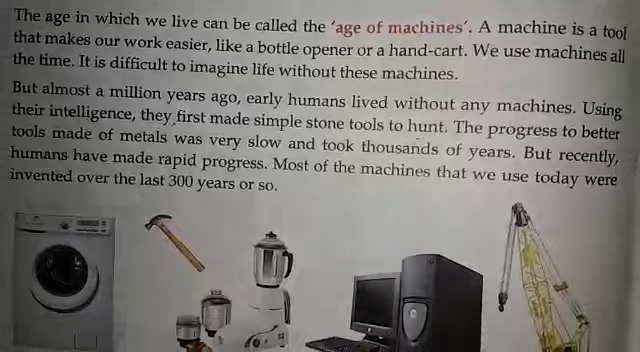 The age in which we live can be called the 'age of machines'. A machine is a tool
that makes our work easier, like a bottle opener or a hand-cart. We use machines all
the time. It is difficult to imagine life without these machines.
But almost a million years ago, early humans lived without any machines. Using
their intelligence, they first made simple stone tools to hunt. The progress to better
tools made of metals was very slow and took thousands of years. But recently,
humans have made rapid progress. Most of the machines that we use today were
invented over the last 300 years or so.